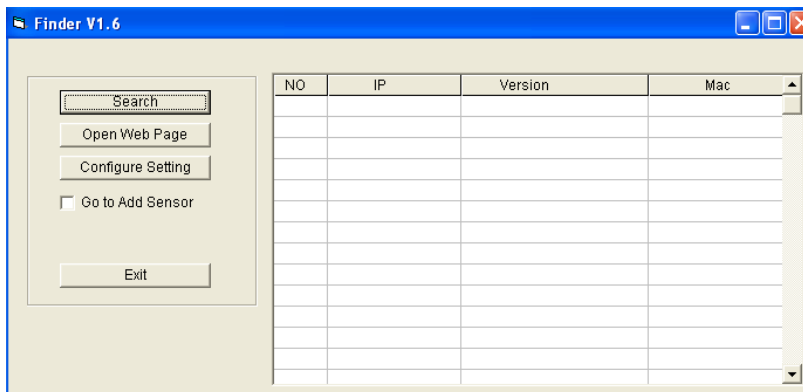 Finder V1.6
Search
Open Web Page
Configure Setting
Go to Add Sensor
Exit
NO IP Version Mac